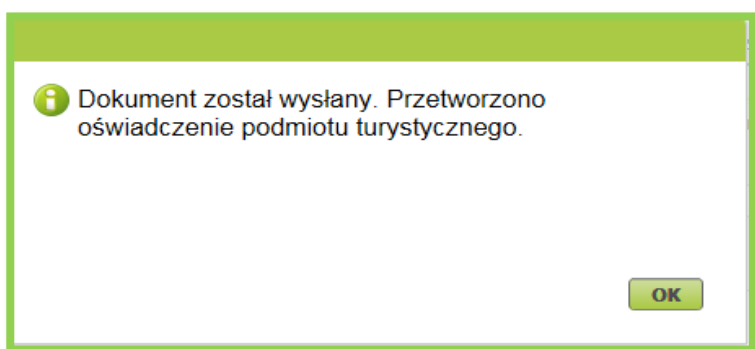 Dokument został wysłany. Przetworzono
oświadczenie podmiotu turystycznego.
OK